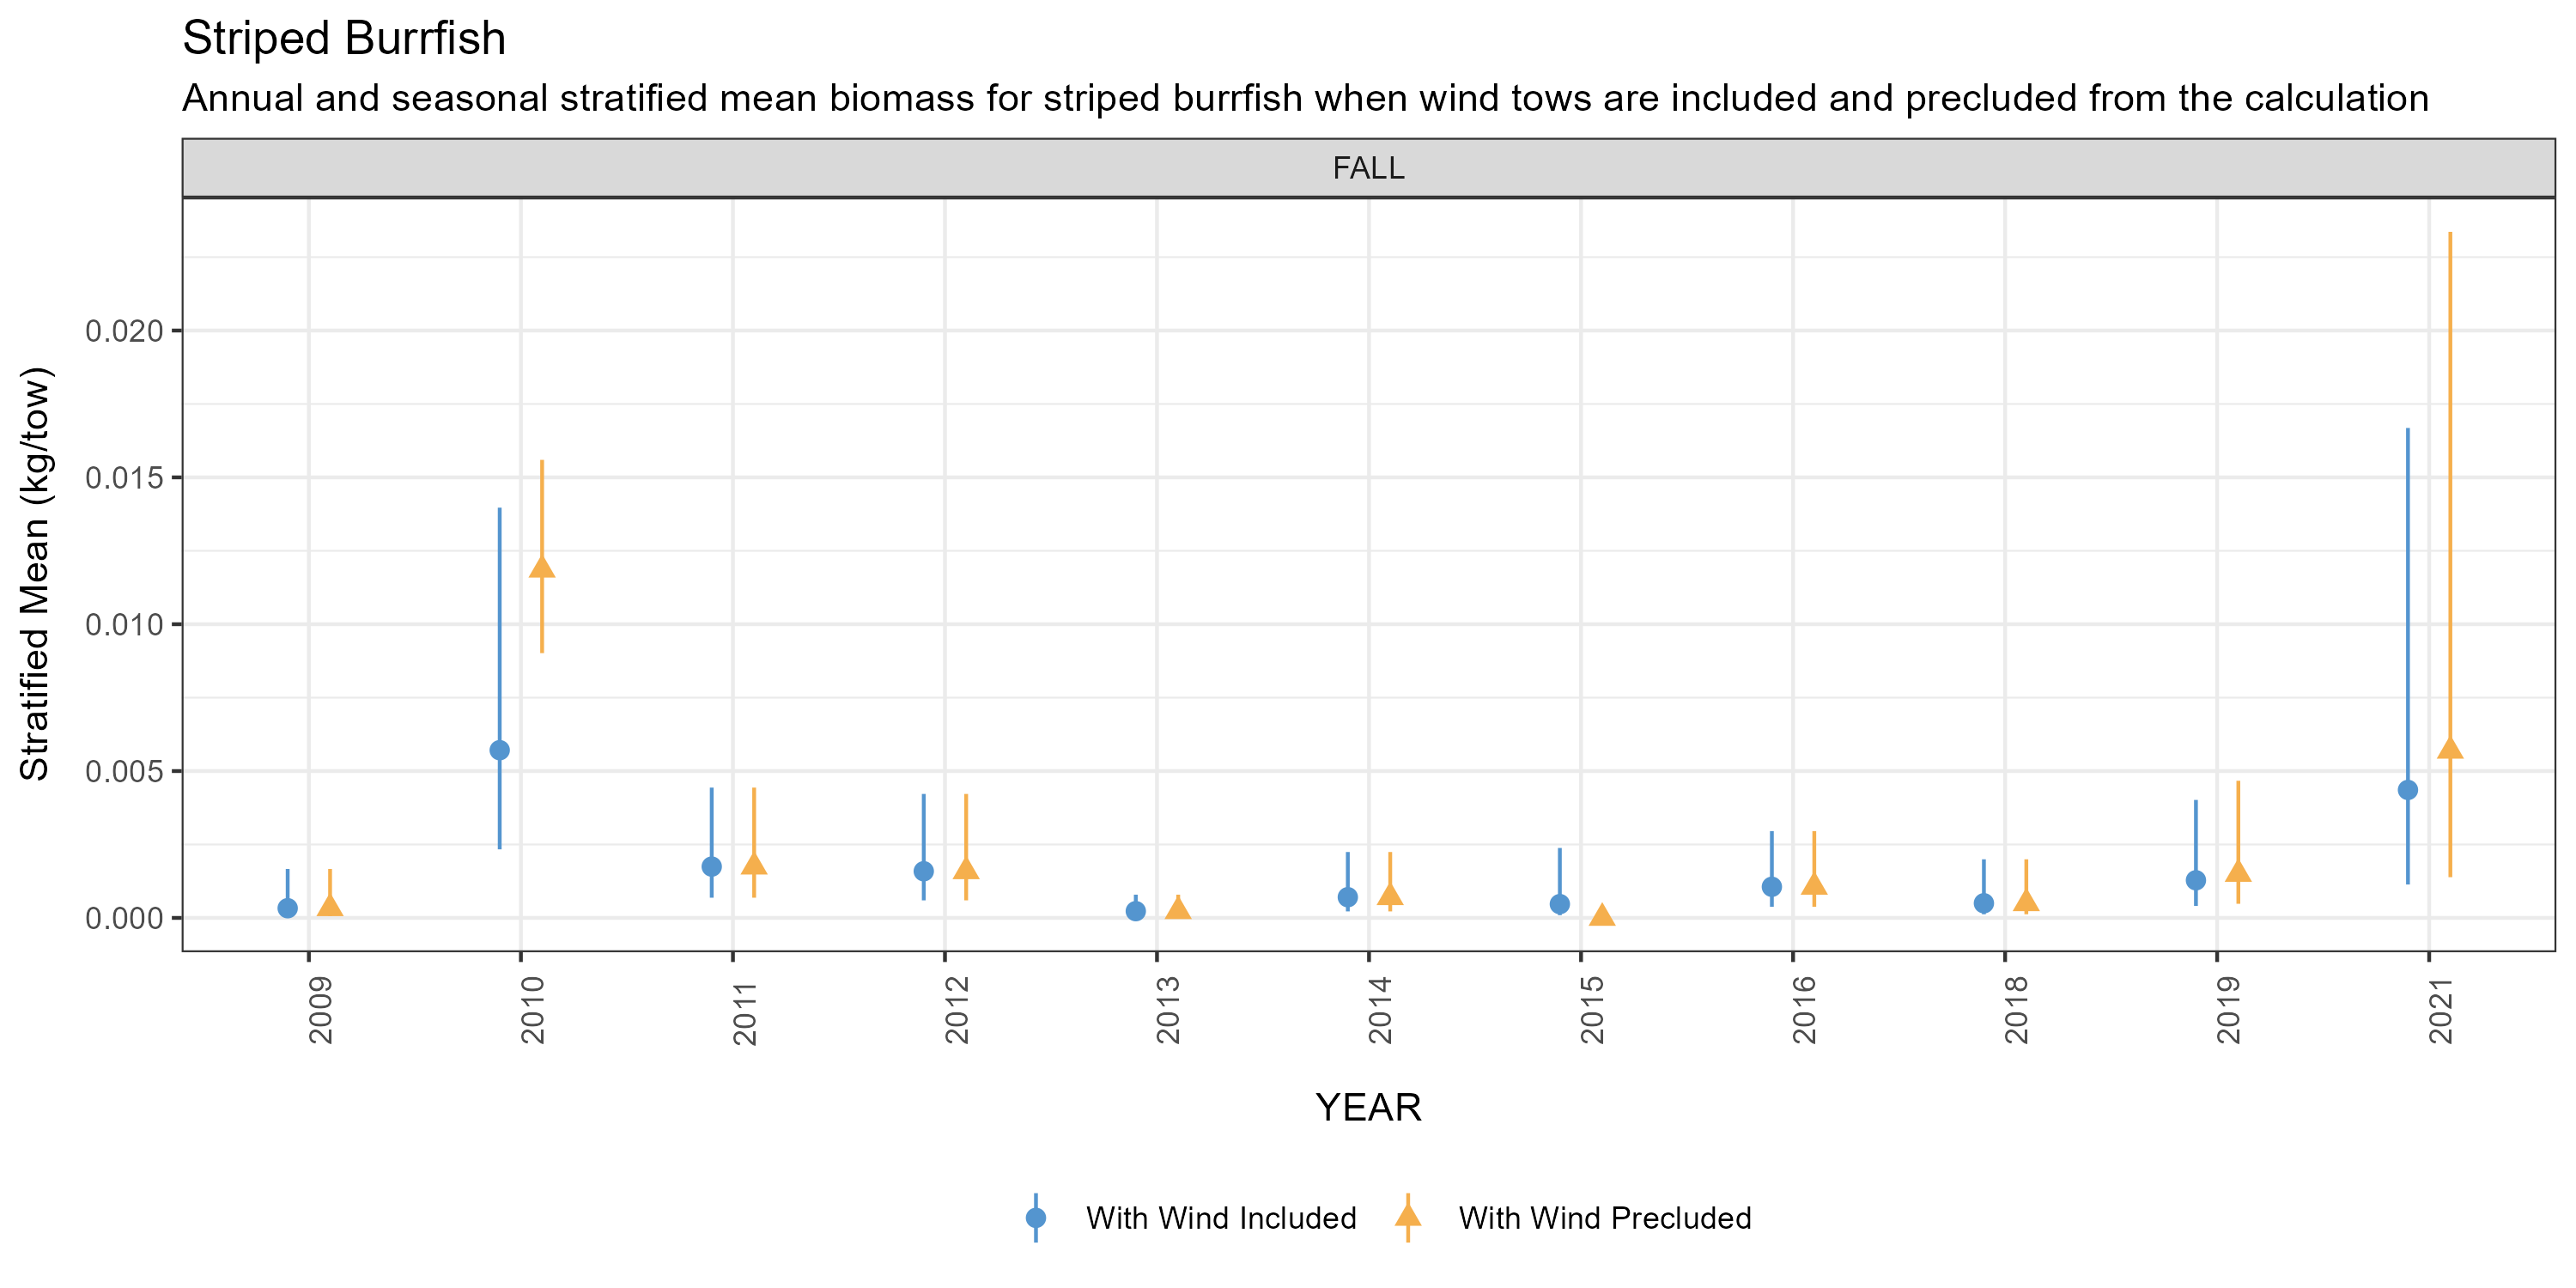 Striped Burrfish
Annual and seasonal stratified mean biomass for striped burrfish when wind tows are included and precluded from the calculation
FALL
Stratified Mean (kg/tow)
0.020
0.015
0.010
0.005
0.000
2009
2010
2011
2012
2013
2014
2015
2016
2018
2019
2021
YEAR
With Wind Included
With Wind Precluded